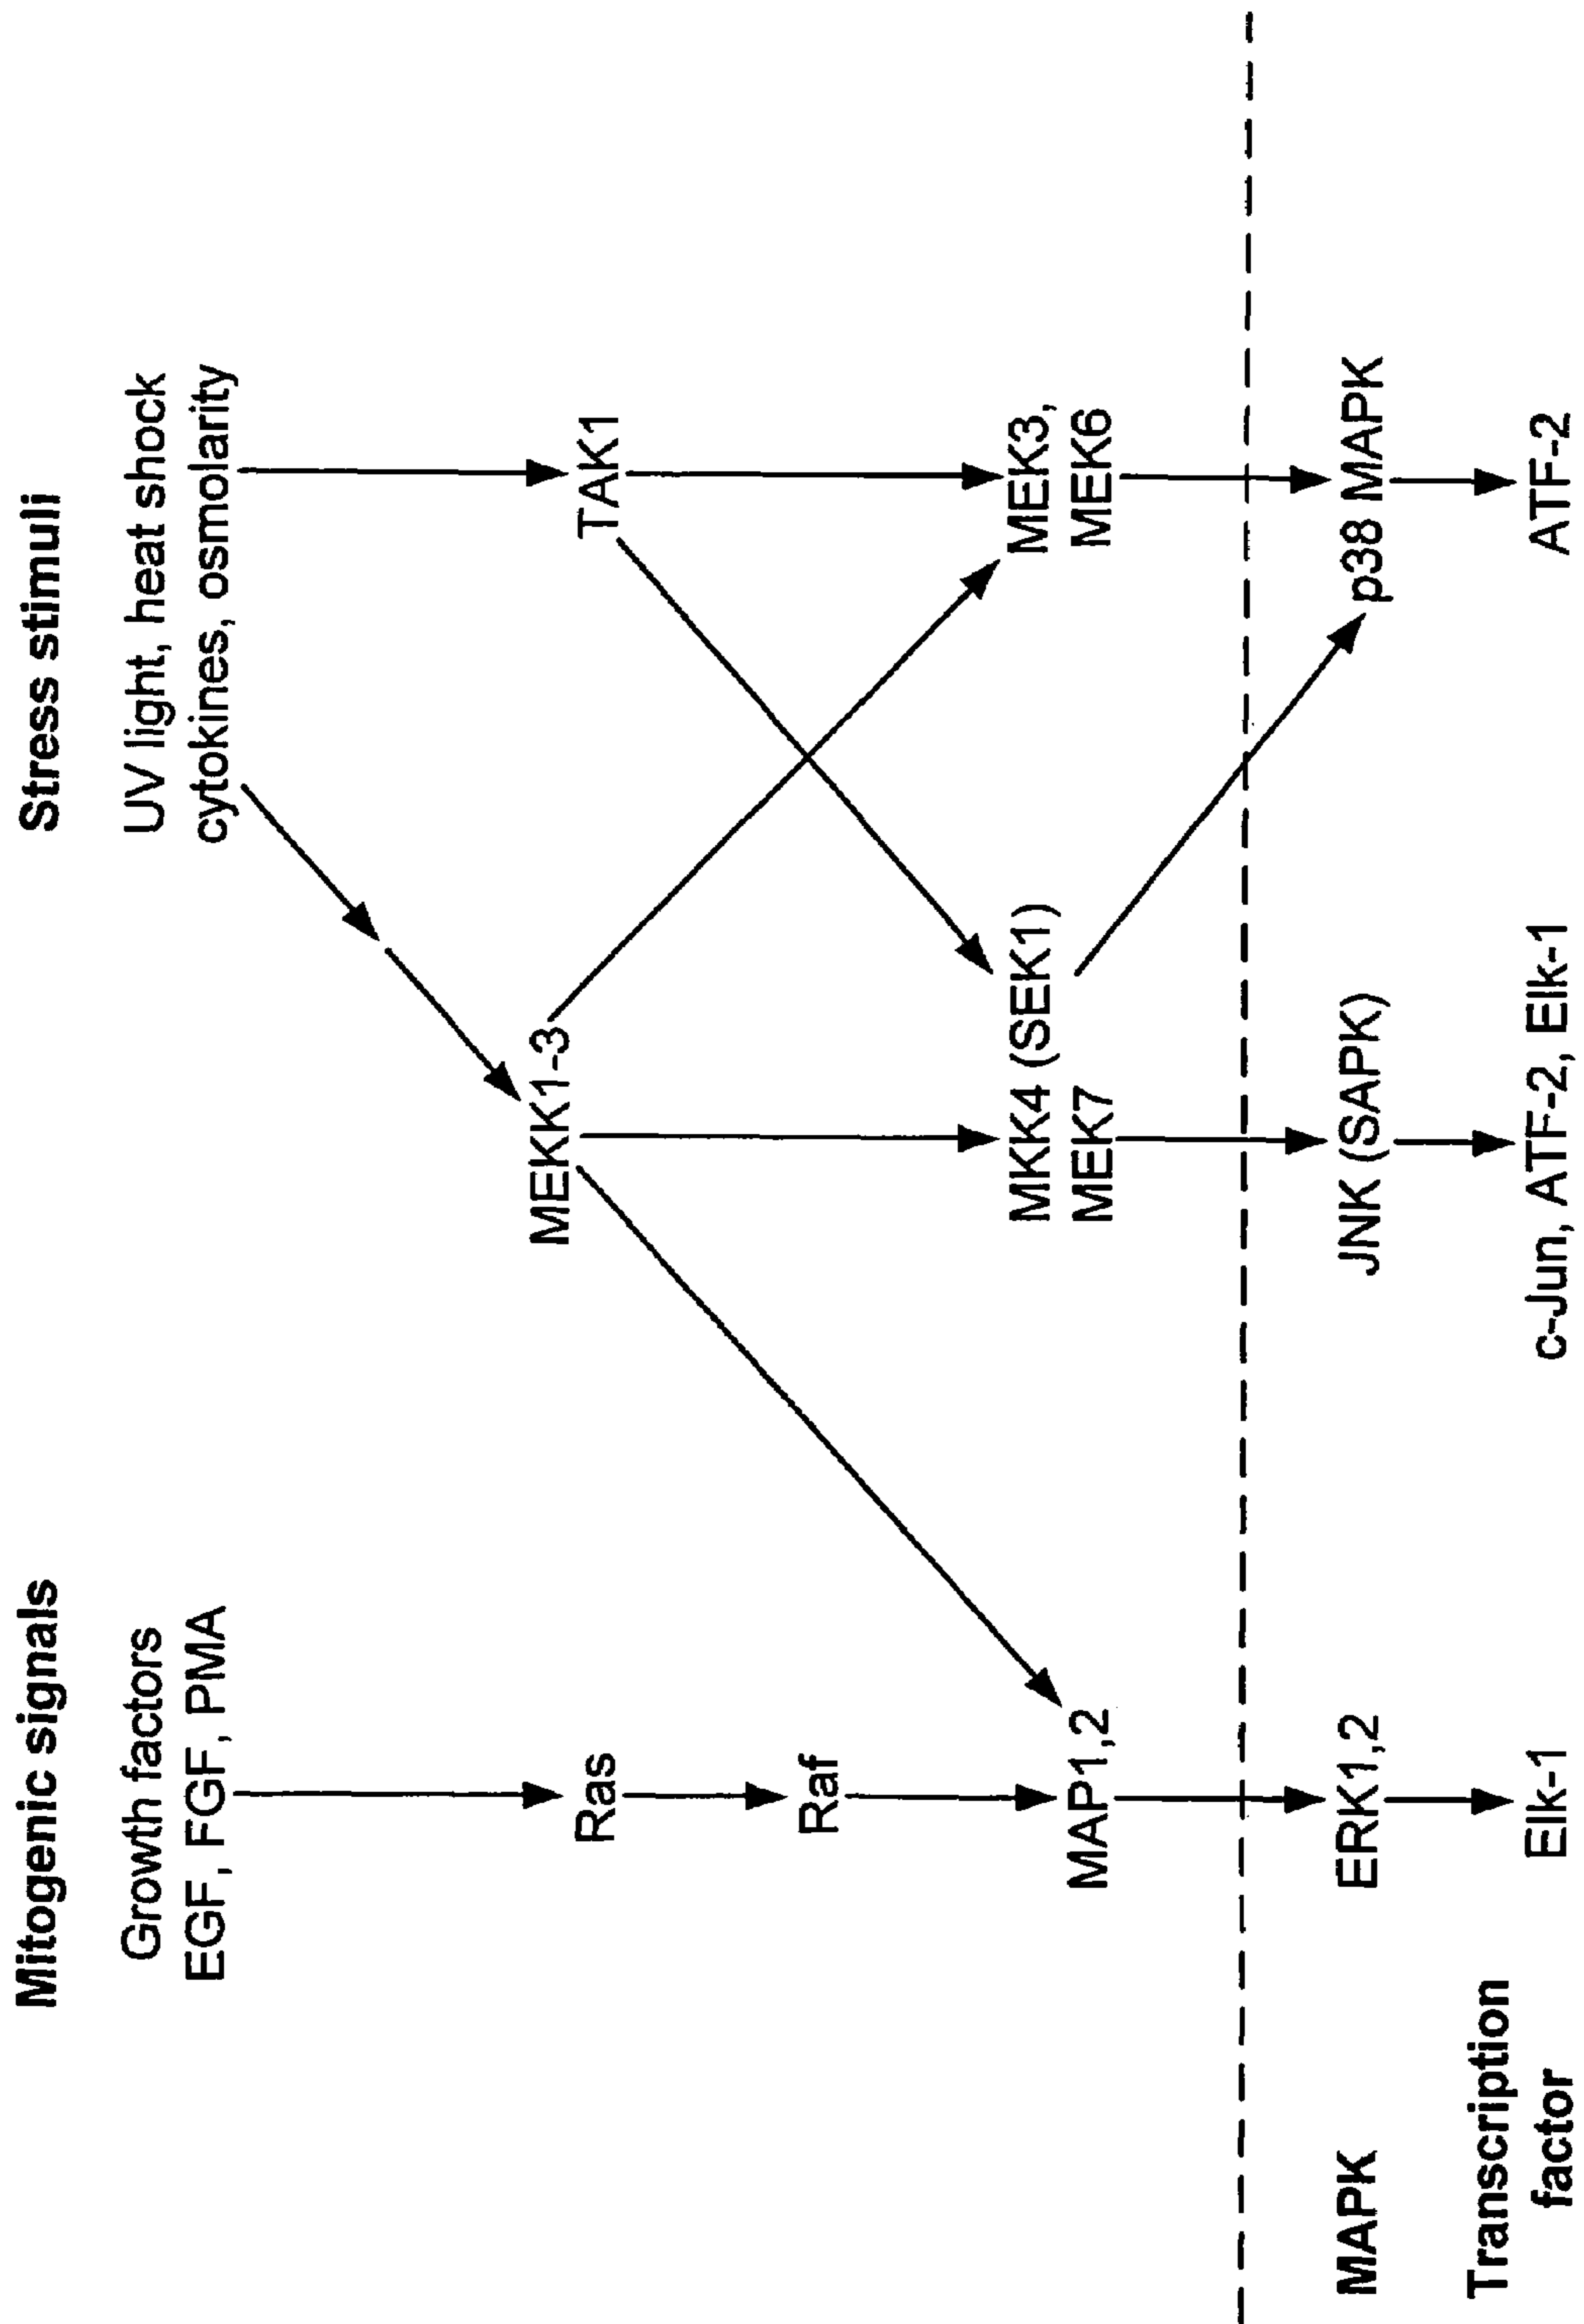 Mitogenic signals
Stress stimuli
Growth factors
EGF, FGF, PMA
UV light, heat shock
cytokines, osmolarity
MEKK1-3
Ras
TAK1
Raf
MAP1,2
MKK4 (SEK1)
MEK7
MEK3,
MEK6
MAPK
ERK1,2
JNK (SAPK)
p38 MAPK
Transcription
factor
Elk-1
c-Jun, ATF-2, Elk-1
ATF-2